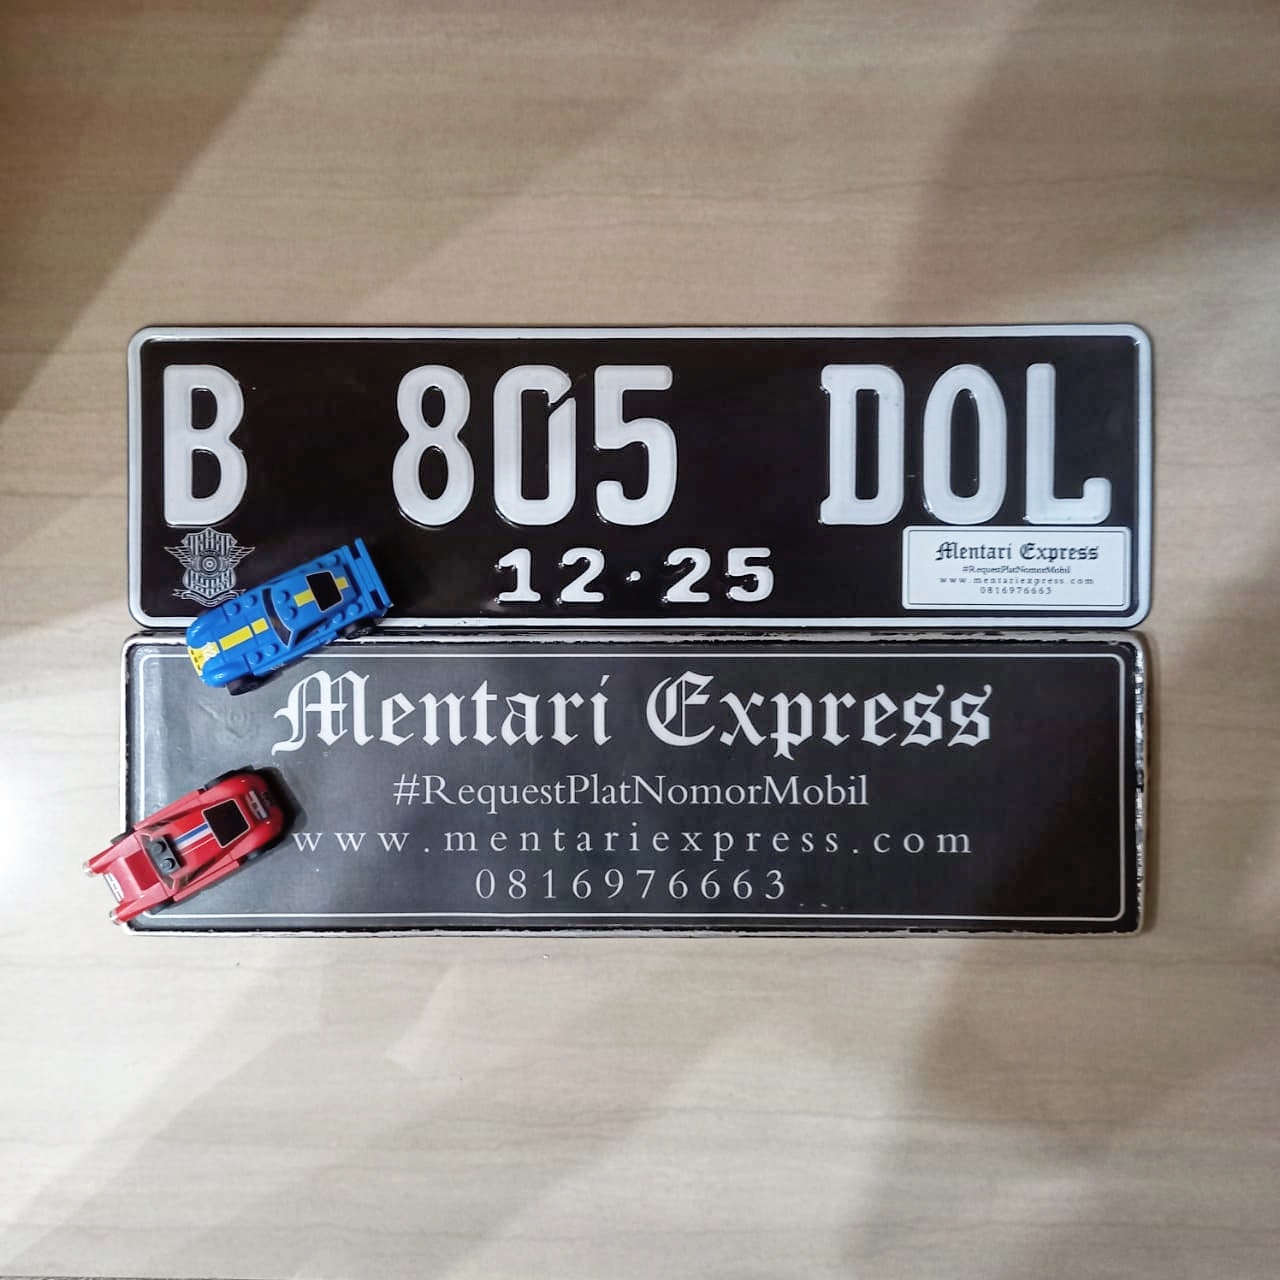 B 805 DOL
12·25
Mentari Express
#RequestPlatNomorMobil
www.mentariexpress.com
0816976663
Mentari Express
#RequestPlatNomorMobil
www.mentariexpress.com
0816976663